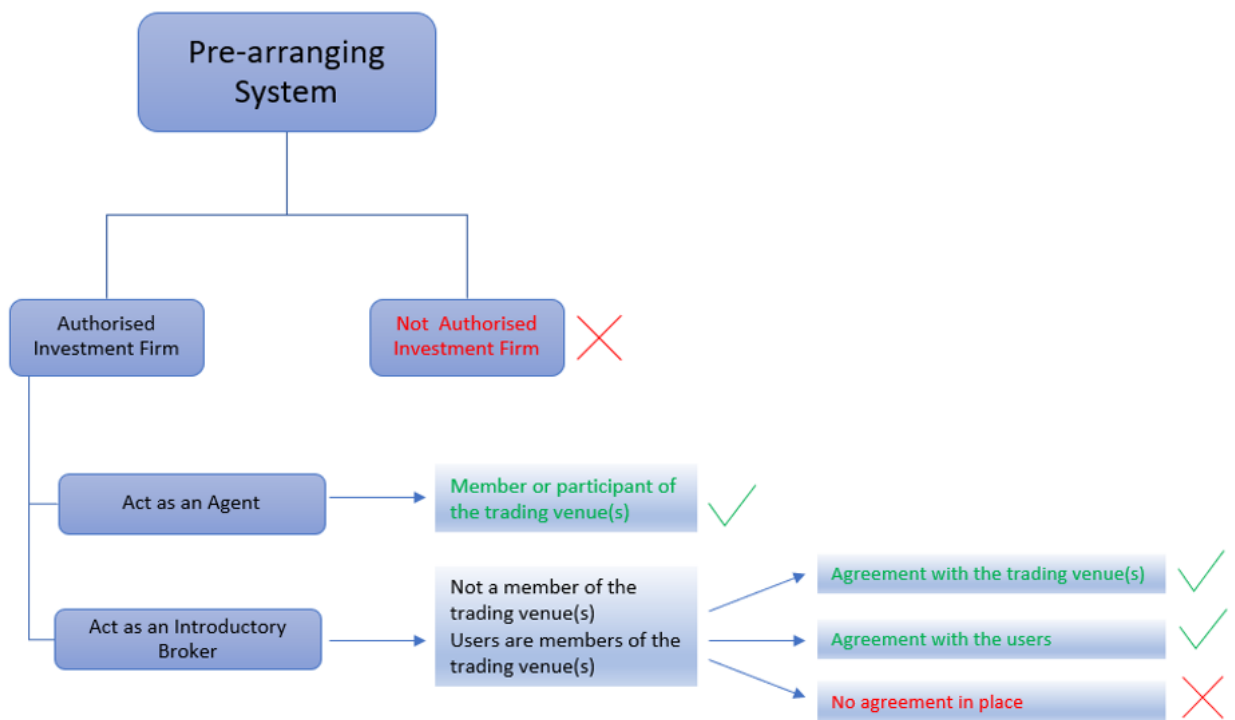 Pre-arranging
System
Authorised
Investment Firm
Not Authorised
Investment Firm
Act as an Agent
Member or participant of
the trading venue(s)
Act as an Introductory
Broker
Not a member of the
trading venue(s)
Users are members of the
trading venue(s)
Agreement with the trading venue(s)
Agreement with the users
No agreement in place